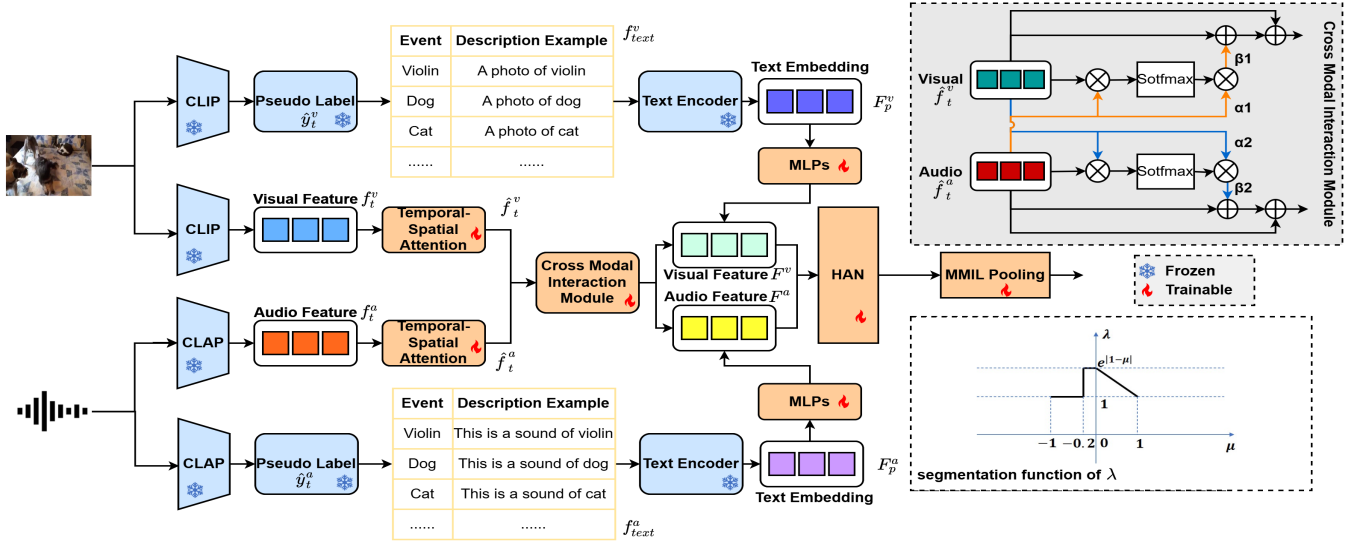 CLIP
Pseudo Label
ŷ_t^v
Event Description Example
Violin A photo of violin
Dog A photo of dog
Cat A photo of cat
...... ......
f_{text}^v
Text Encoder
Text Embedding
F_p^v
MLPs
CLIP
Visual Feature f_t^v
Temporal-
Spatial
Attention
f̂_t^v
CLAP
Audio Feature f_t^a
Temporal-
Spatial
Attention
f̂_t^a
Cross Modal
Interaction
Module
Visual Feature F^v
Audio Feature F^a
HAN
MMIL Pooling
CLAP
Pseudo Label
ŷ_t^a
Event Description Example
Violin This is a sound of violin
Dog This is a sound of dog
Cat This is a sound of cat
...... ......
f_{text}^a
Text Encoder
Text Embedding
F_p^a
MLPs
Visual
f̂_t^v
Sotfmax
β1
α1
Audio
f̂_t^a
Sotfmax
α2
β2
Cross Modal Interaction Module
Frozen
Trainable
λ
e^{|1−μ|}
1
−1 −0.2 0 1 μ
segmentation function of λ